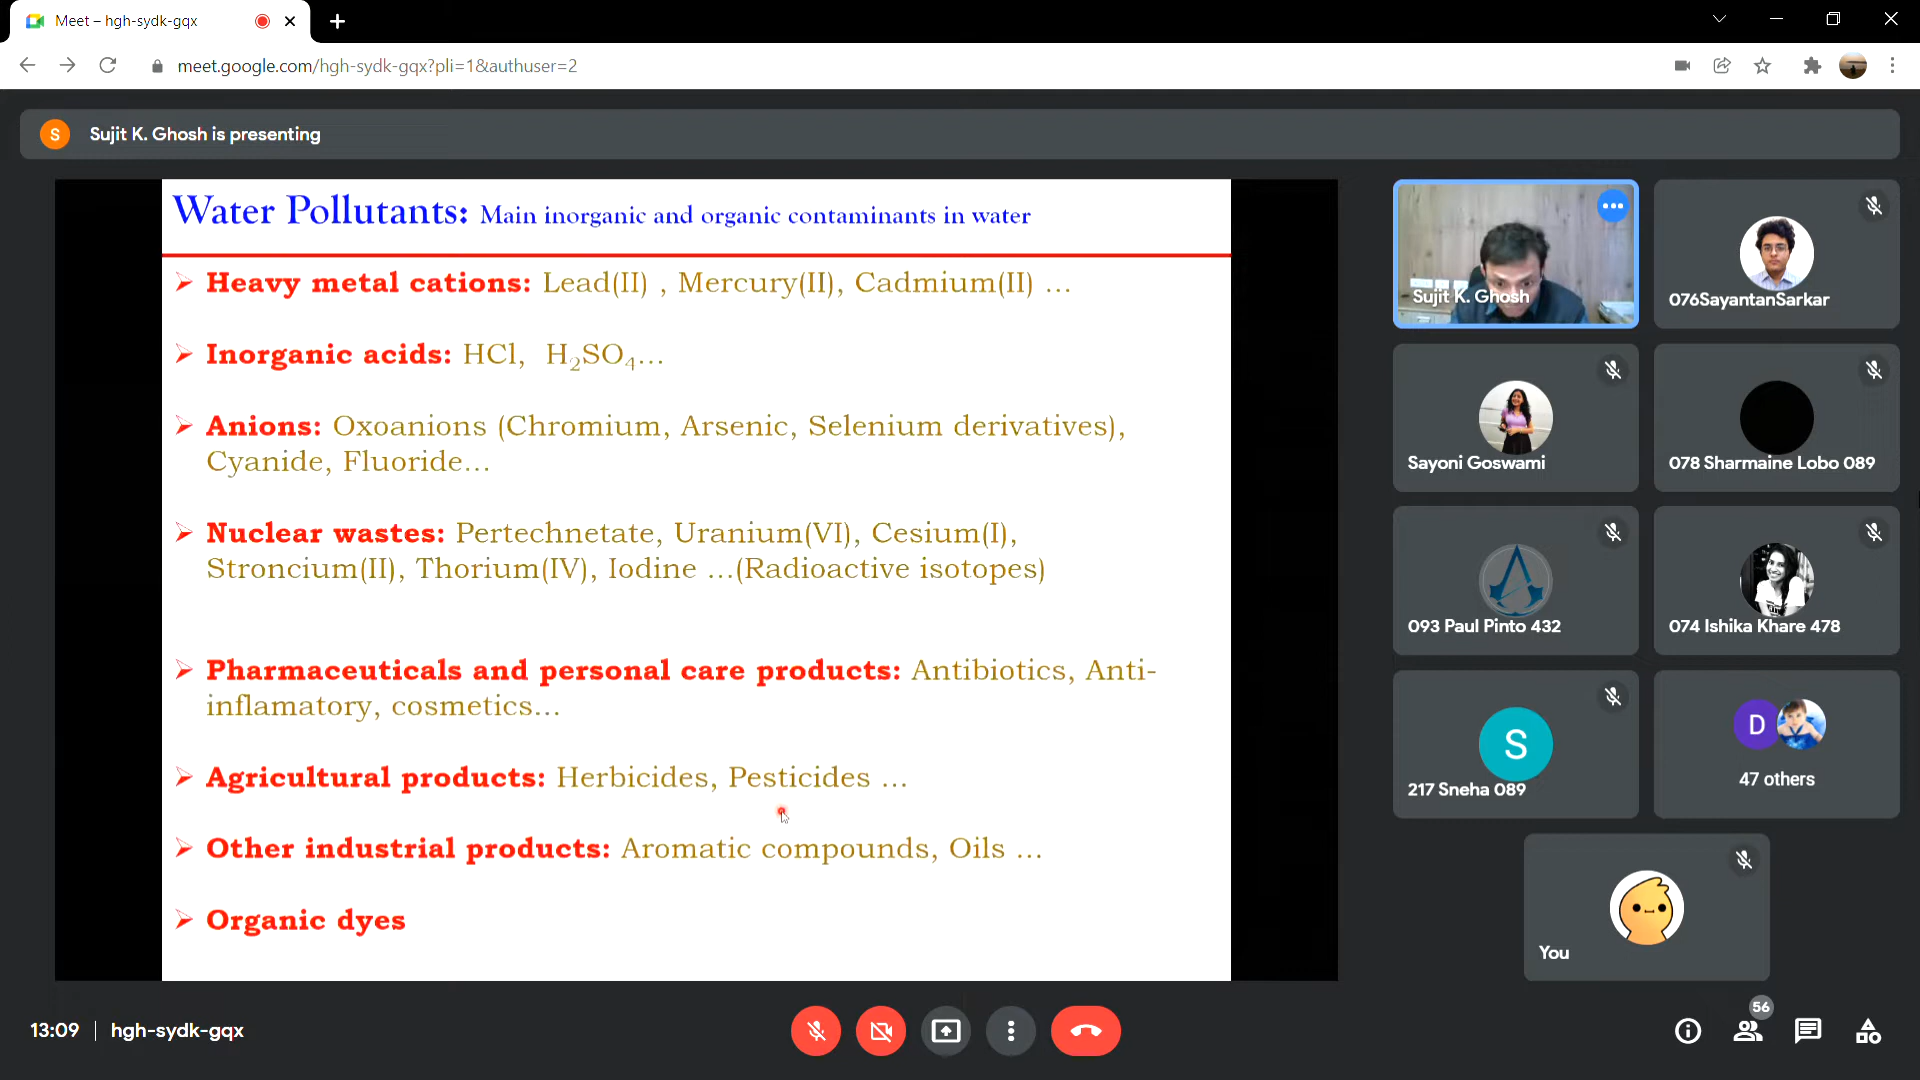 Meet – hgh-sydk-gqx
meet.google.com/hgh-sydk-gqx?pli=1&authuser=2
S
Sujit K. Ghosh is presenting
Water Pollutants: Main inorganic and organic contaminants in water
Heavy metal cations: Lead(II) , Mercury(II), Cadmium(II) ...
Inorganic acids: HCl, H2SO4...
Anions: Oxoanions (Chromium, Arsenic, Selenium derivatives),
Cyanide, Fluoride...
Nuclear wastes: Pertechnetate, Uranium(VI), Cesium(I),
Stroncium(II), Thorium(IV), Iodine ...(Radioactive isotopes)
Pharmaceuticals and personal care products: Antibiotics, Anti-
inflamatory, cosmetics...
Agricultural products: Herbicides, Pesticides ...
Other industrial products: Aromatic compounds, Oils ...
Organic dyes
Sujit K. Ghosh
076SayantanSarkar
Sayoni Goswami
078 Sharmaine Lobo 089
093 Paul Pinto 432
074 Ishika Khare 478
S
217 Sneha 089
D
47 others
You
13:09 | hgh-sydk-gqx
56